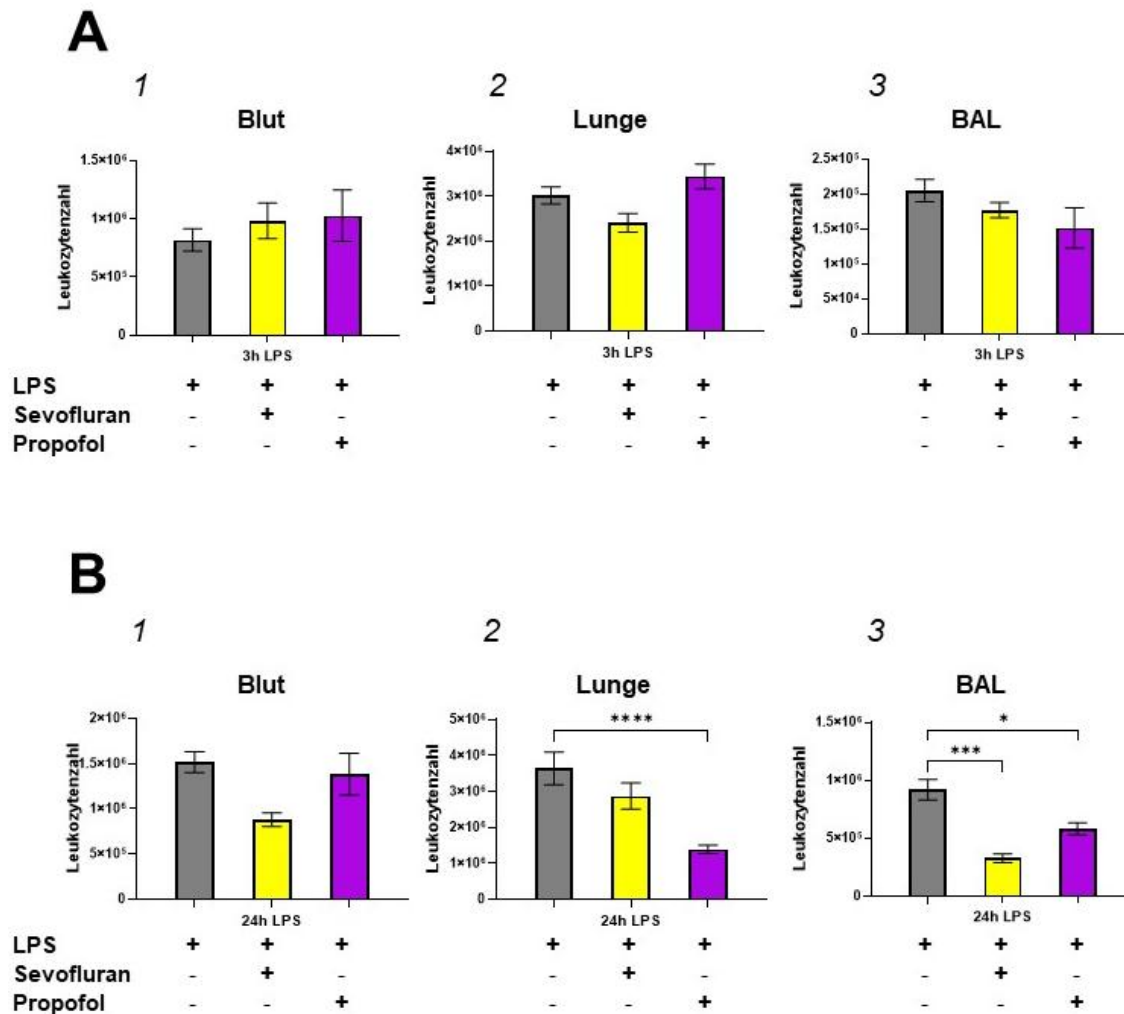 A
1 2 3
Blut Lunge BAL
Leukozytenzahl
1.5×10⁶
1×10⁶
5×10⁵
0
3h LPS
Leukozytenzahl
4×10⁶
3×10⁶
2×10⁶
1×10⁶
0
3h LPS
Leukozytenzahl
2.5×10⁵
2×10⁵
1.5×10⁵
1×10⁵
5×10⁴
0
3h LPS
LPS + + + + + + + + +
Sevofluran - + - - + - - + -
Propofol - - + - - + - - +
B
1 2 3
Blut Lunge BAL
Leukozytenzahl
2×10⁶
1.5×10⁶
1×10⁶
5×10⁵
0
24h LPS
Leukozytenzahl
5×10⁶
4×10⁶
3×10⁶
2×10⁶
1×10⁶
0
****
24h LPS
Leukozytenzahl
1.5×10⁶
1×10⁶
5×10⁵
0
*
***
24h LPS
LPS + + + + + + + + +
Sevofluran - + - - + - - + -
Propofol - - + - - + - - +